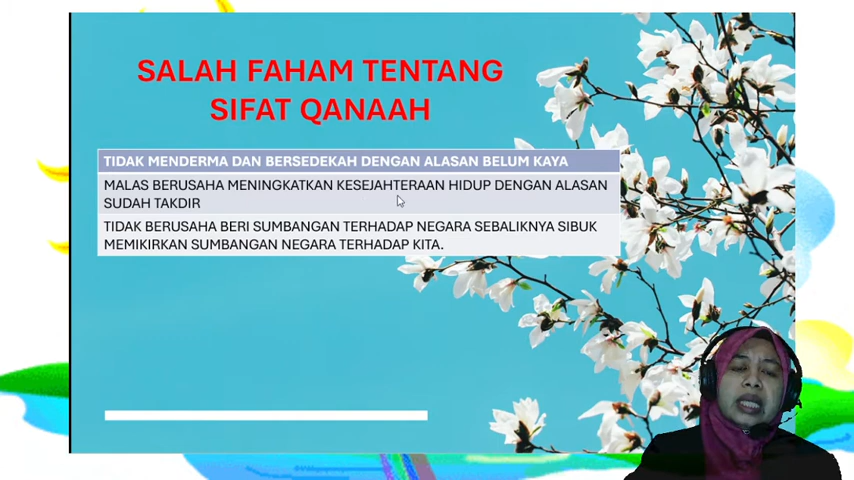 SALAH FAHAM TENTANG
SIFAT QANAAH
TIDAK MENDERMA DAN BERSEDEKAH DENGAN ALASAN BELUM KAYA
MALAS BERUSAHA MENINGKATKAN KESEJAHTERAAN HIDUP DENGAN ALASAN
SUDAH TAKDIR
TIDAK BERUSAHA BERI SUMBANGAN TERHADAP NEGARA SEBALIKNYA SIBUK
MEMIKIRKAN SUMBANGAN NEGARA TERHADAP KITA.